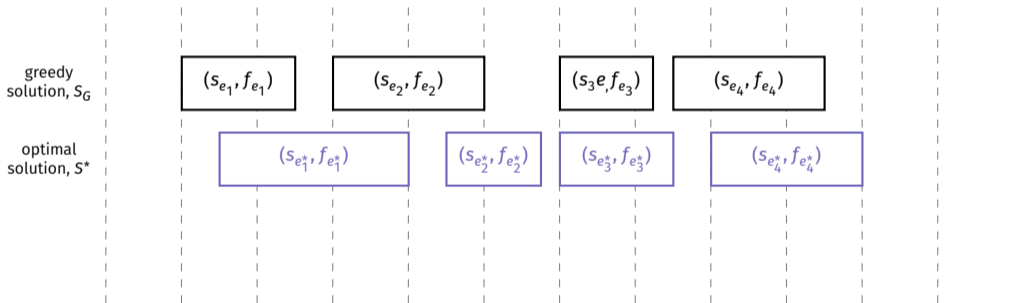 greedy
solution, S_G
(s_{e_1}, f_{e_1})
(s_{e_2}, f_{e_2})
(s_3e, f_{e_3})
(s_{e_4}, f_{e_4})
optimal
solution, S*
(s_{e_1^*}, f_{e_1^*})
(s_{e_2^*}, f_{e_2^*})
(s_{e_3^*}, f_{e_3^*})
(s_{e_4^*}, f_{e_4^*})